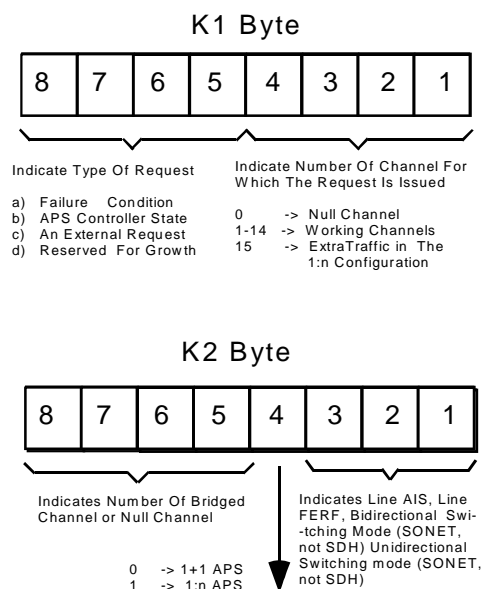 K1 Byte
8 7 6 5 4 3 2 1
Indicate Type Of Request
a) Failure Condition
b) APS Controller State
c) An External Request
d) Reserved For Growth
Indicate Number Of Channel For
Which The Request Is Issued
0 -> Null Channel
1-14 -> Working Channels
15 -> ExtraTraffic in The
1:n Configuration
K2 Byte
8 7 6 5 4 3 2 1
Indicates Number Of Bridged
Channel or Null Channel
0 -> 1+1 APS
1 -> 1:n APS
Indicates Line AIS, Line
FERF, Bidirectional Swi-
-tching Mode (SONET,
not SDH) Unidirectional
Switching mode (SONET,
not SDH)